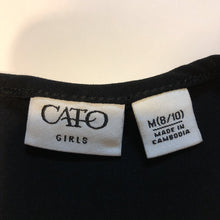 CATO
GIRLS
M(8/10)
MADE IN
CAMBODIA